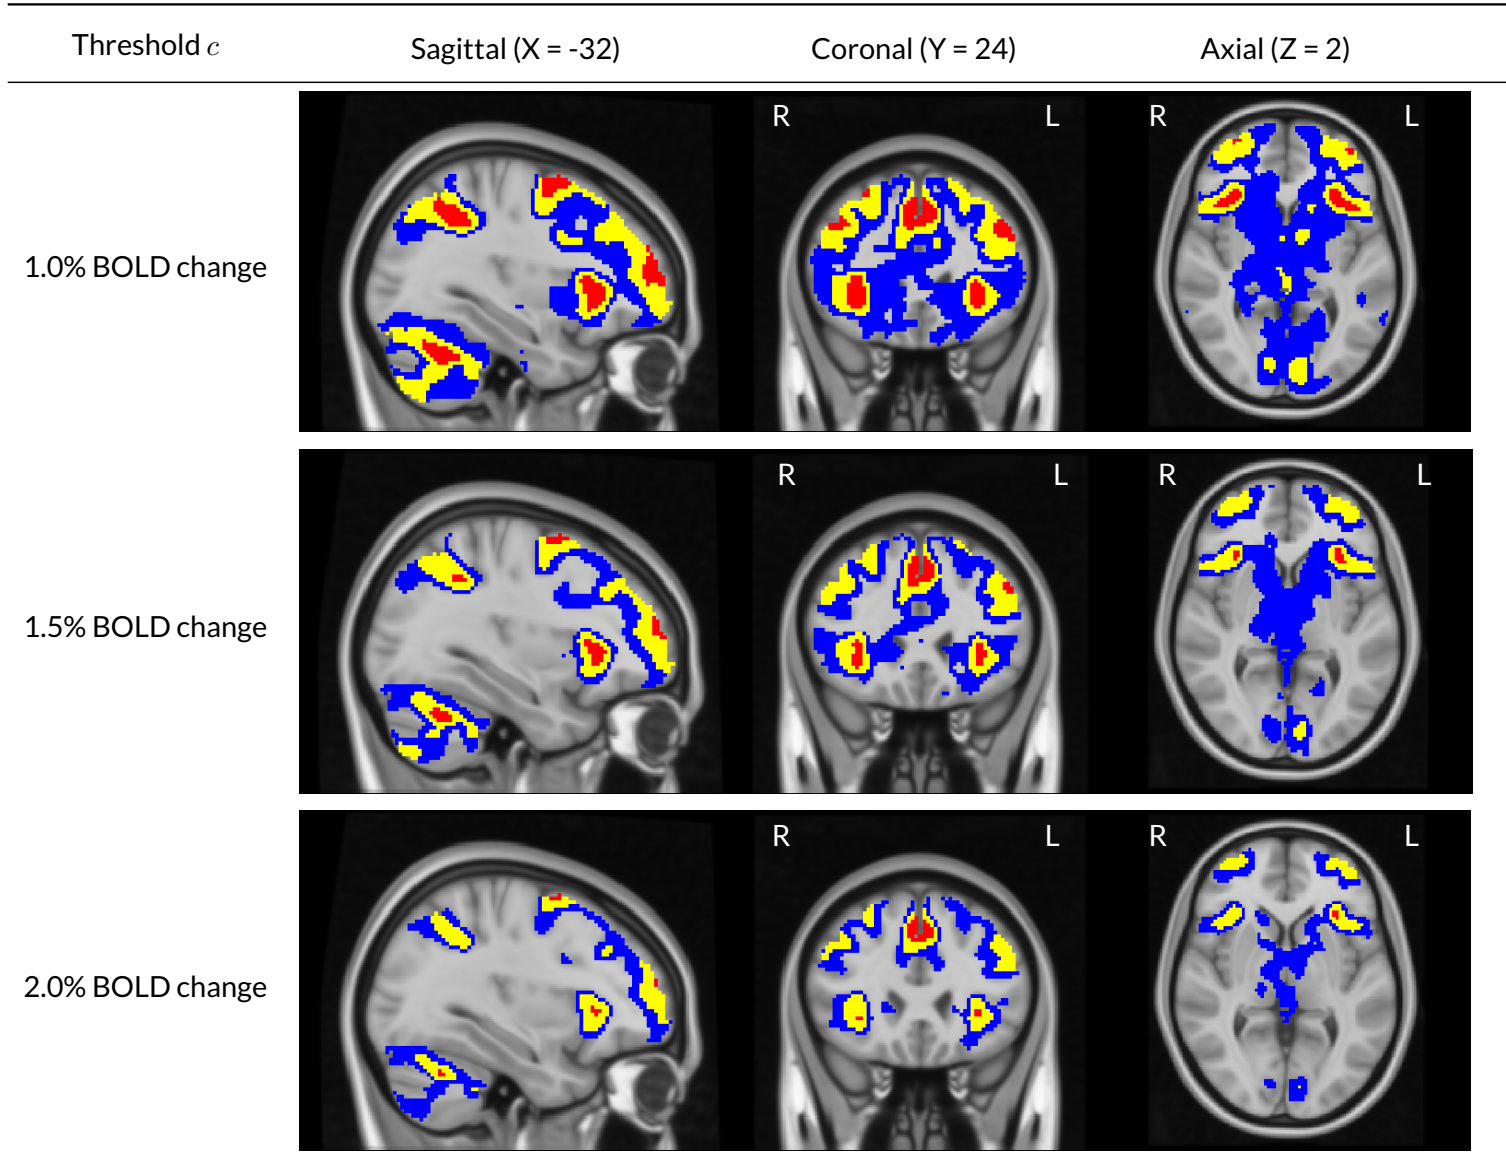 Threshold c Sagittal (X = -32) Coronal (Y = 24) Axial (Z = 2)
R L R L
1.0% BOLD change
R L R L
1.5% BOLD change
R L R L
2.0% BOLD change